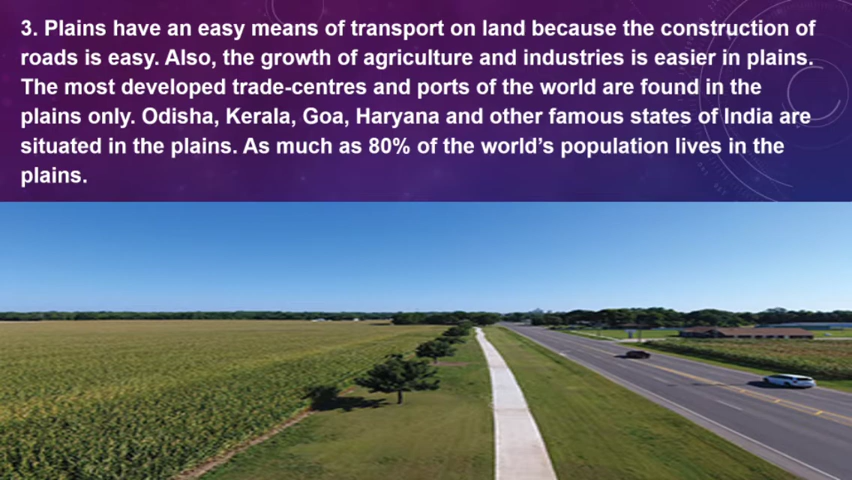 3. Plains have an easy means of transport on land because the construction of
roads is easy. Also, the growth of agriculture and industries is easier in plains.
The most developed trade-centres and ports of the world are found in the
plains only. Odisha, Kerala, Goa, Haryana and other famous states of India are
situated in the plains. As much as 80% of the world’s population lives in the
plains.